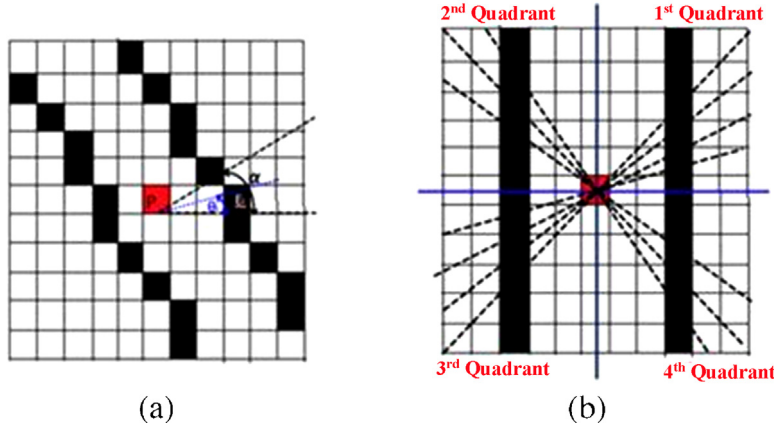 2nd Quadrant 1st Quadrant
P
α
θ
3rd Quadrant 4th Quadrant
(a) (b)